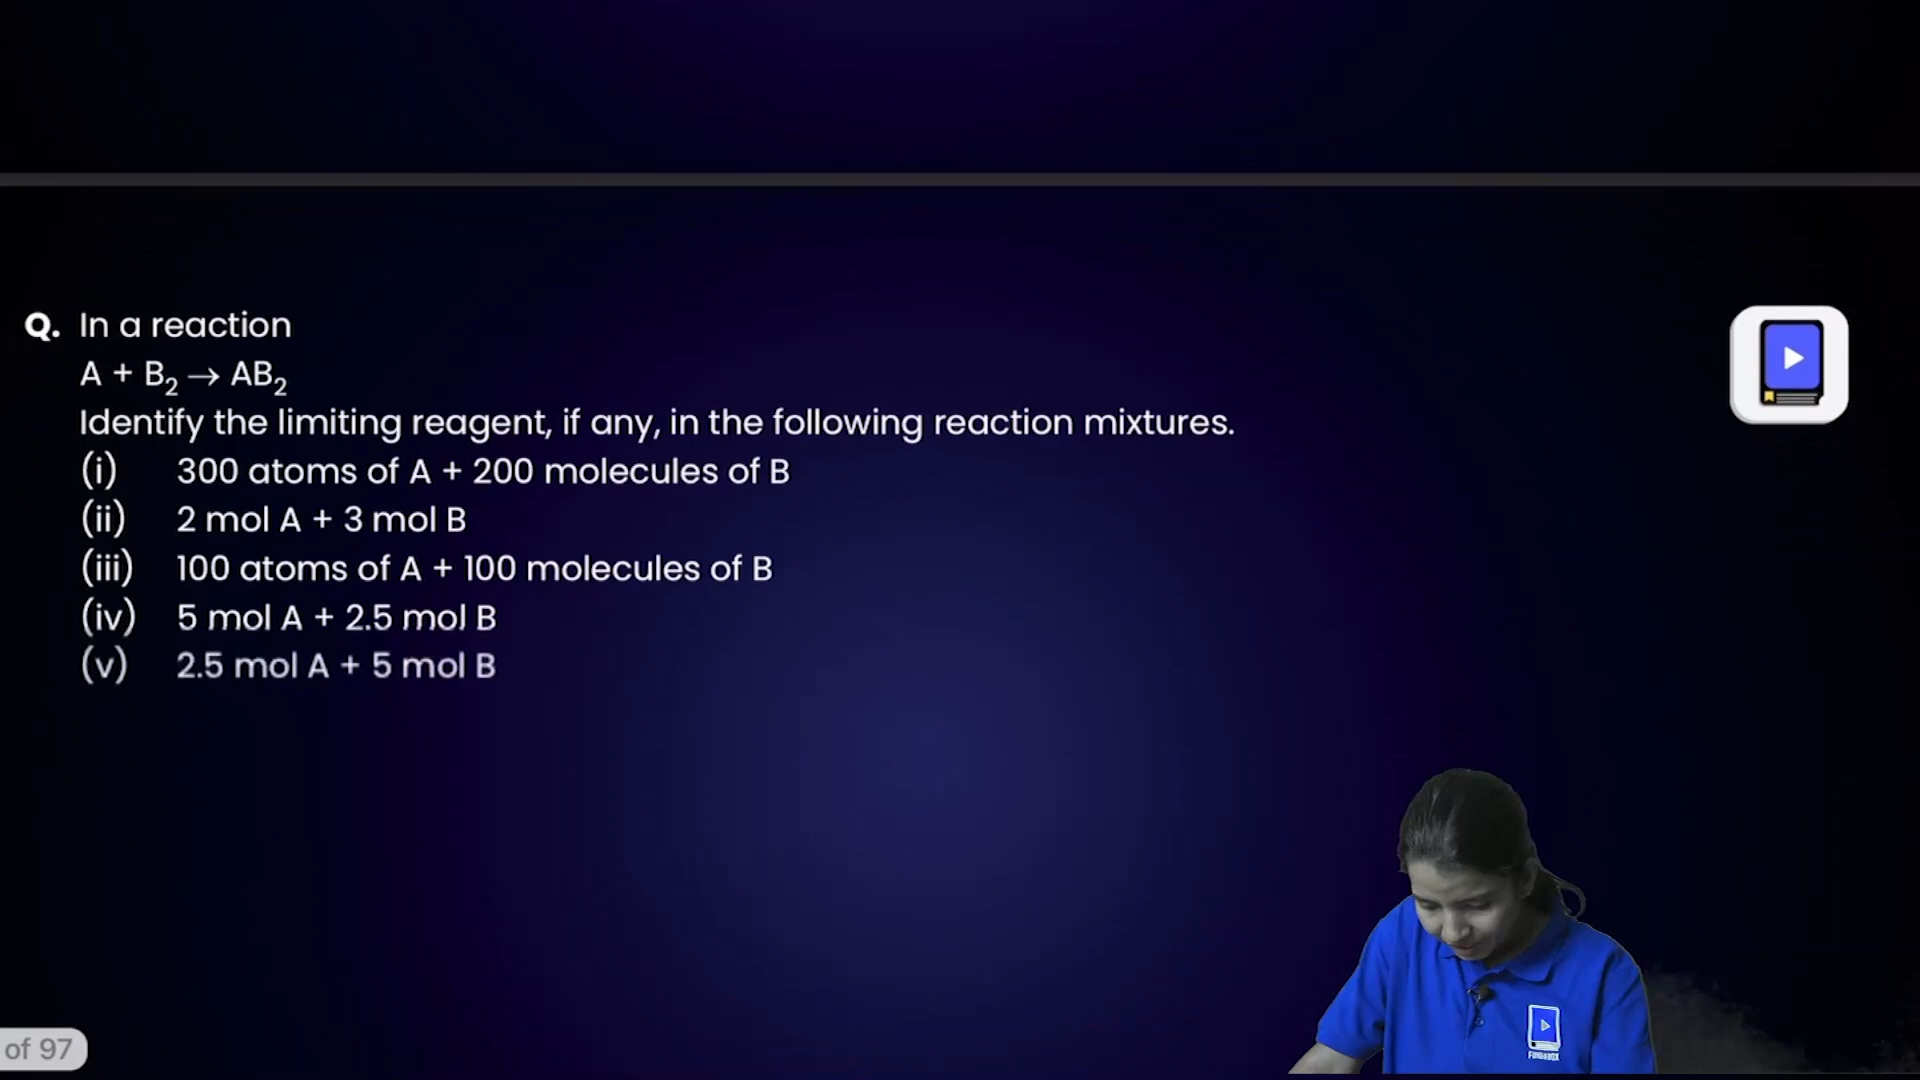 Q. In a reaction
A + B₂ → AB₂
Identify the limiting reagent, if any, in the following reaction mixtures.
(i) 300 atoms of A + 200 molecules of B
(ii) 2 mol A + 3 mol B
(iii) 100 atoms of A + 100 molecules of B
(iv) 5 mol A + 2.5 mol B
(v) 2.5 mol A + 5 mol B
FUNDABOX
of 97